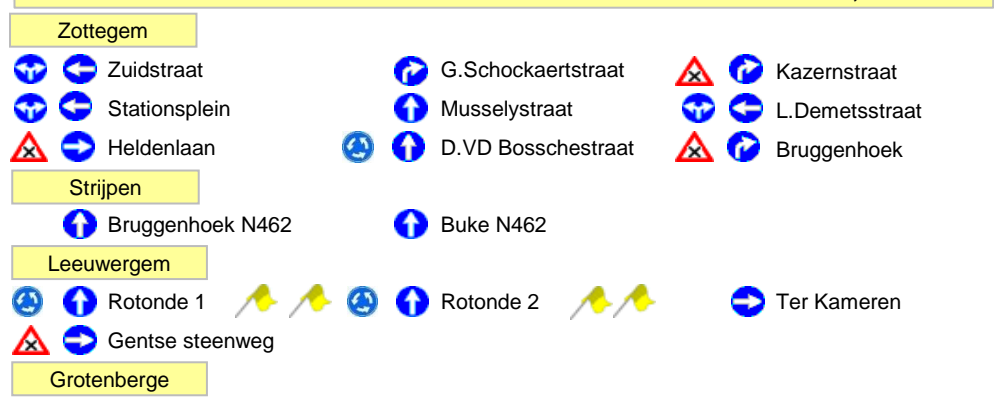 Zottegem
Zuidstraat G.Schockaertstraat Kazernstraat
Stationsplein Musselystraat L.Demetsstraat
Heldenlaan D.VD Bosschestraat Bruggenhoek
Strijpen
Bruggenhoek N462 Buke N462
Leeuwergem
Rotonde 1 Rotonde 2 Ter Kameren
Gentse steenweg
Grotenberge